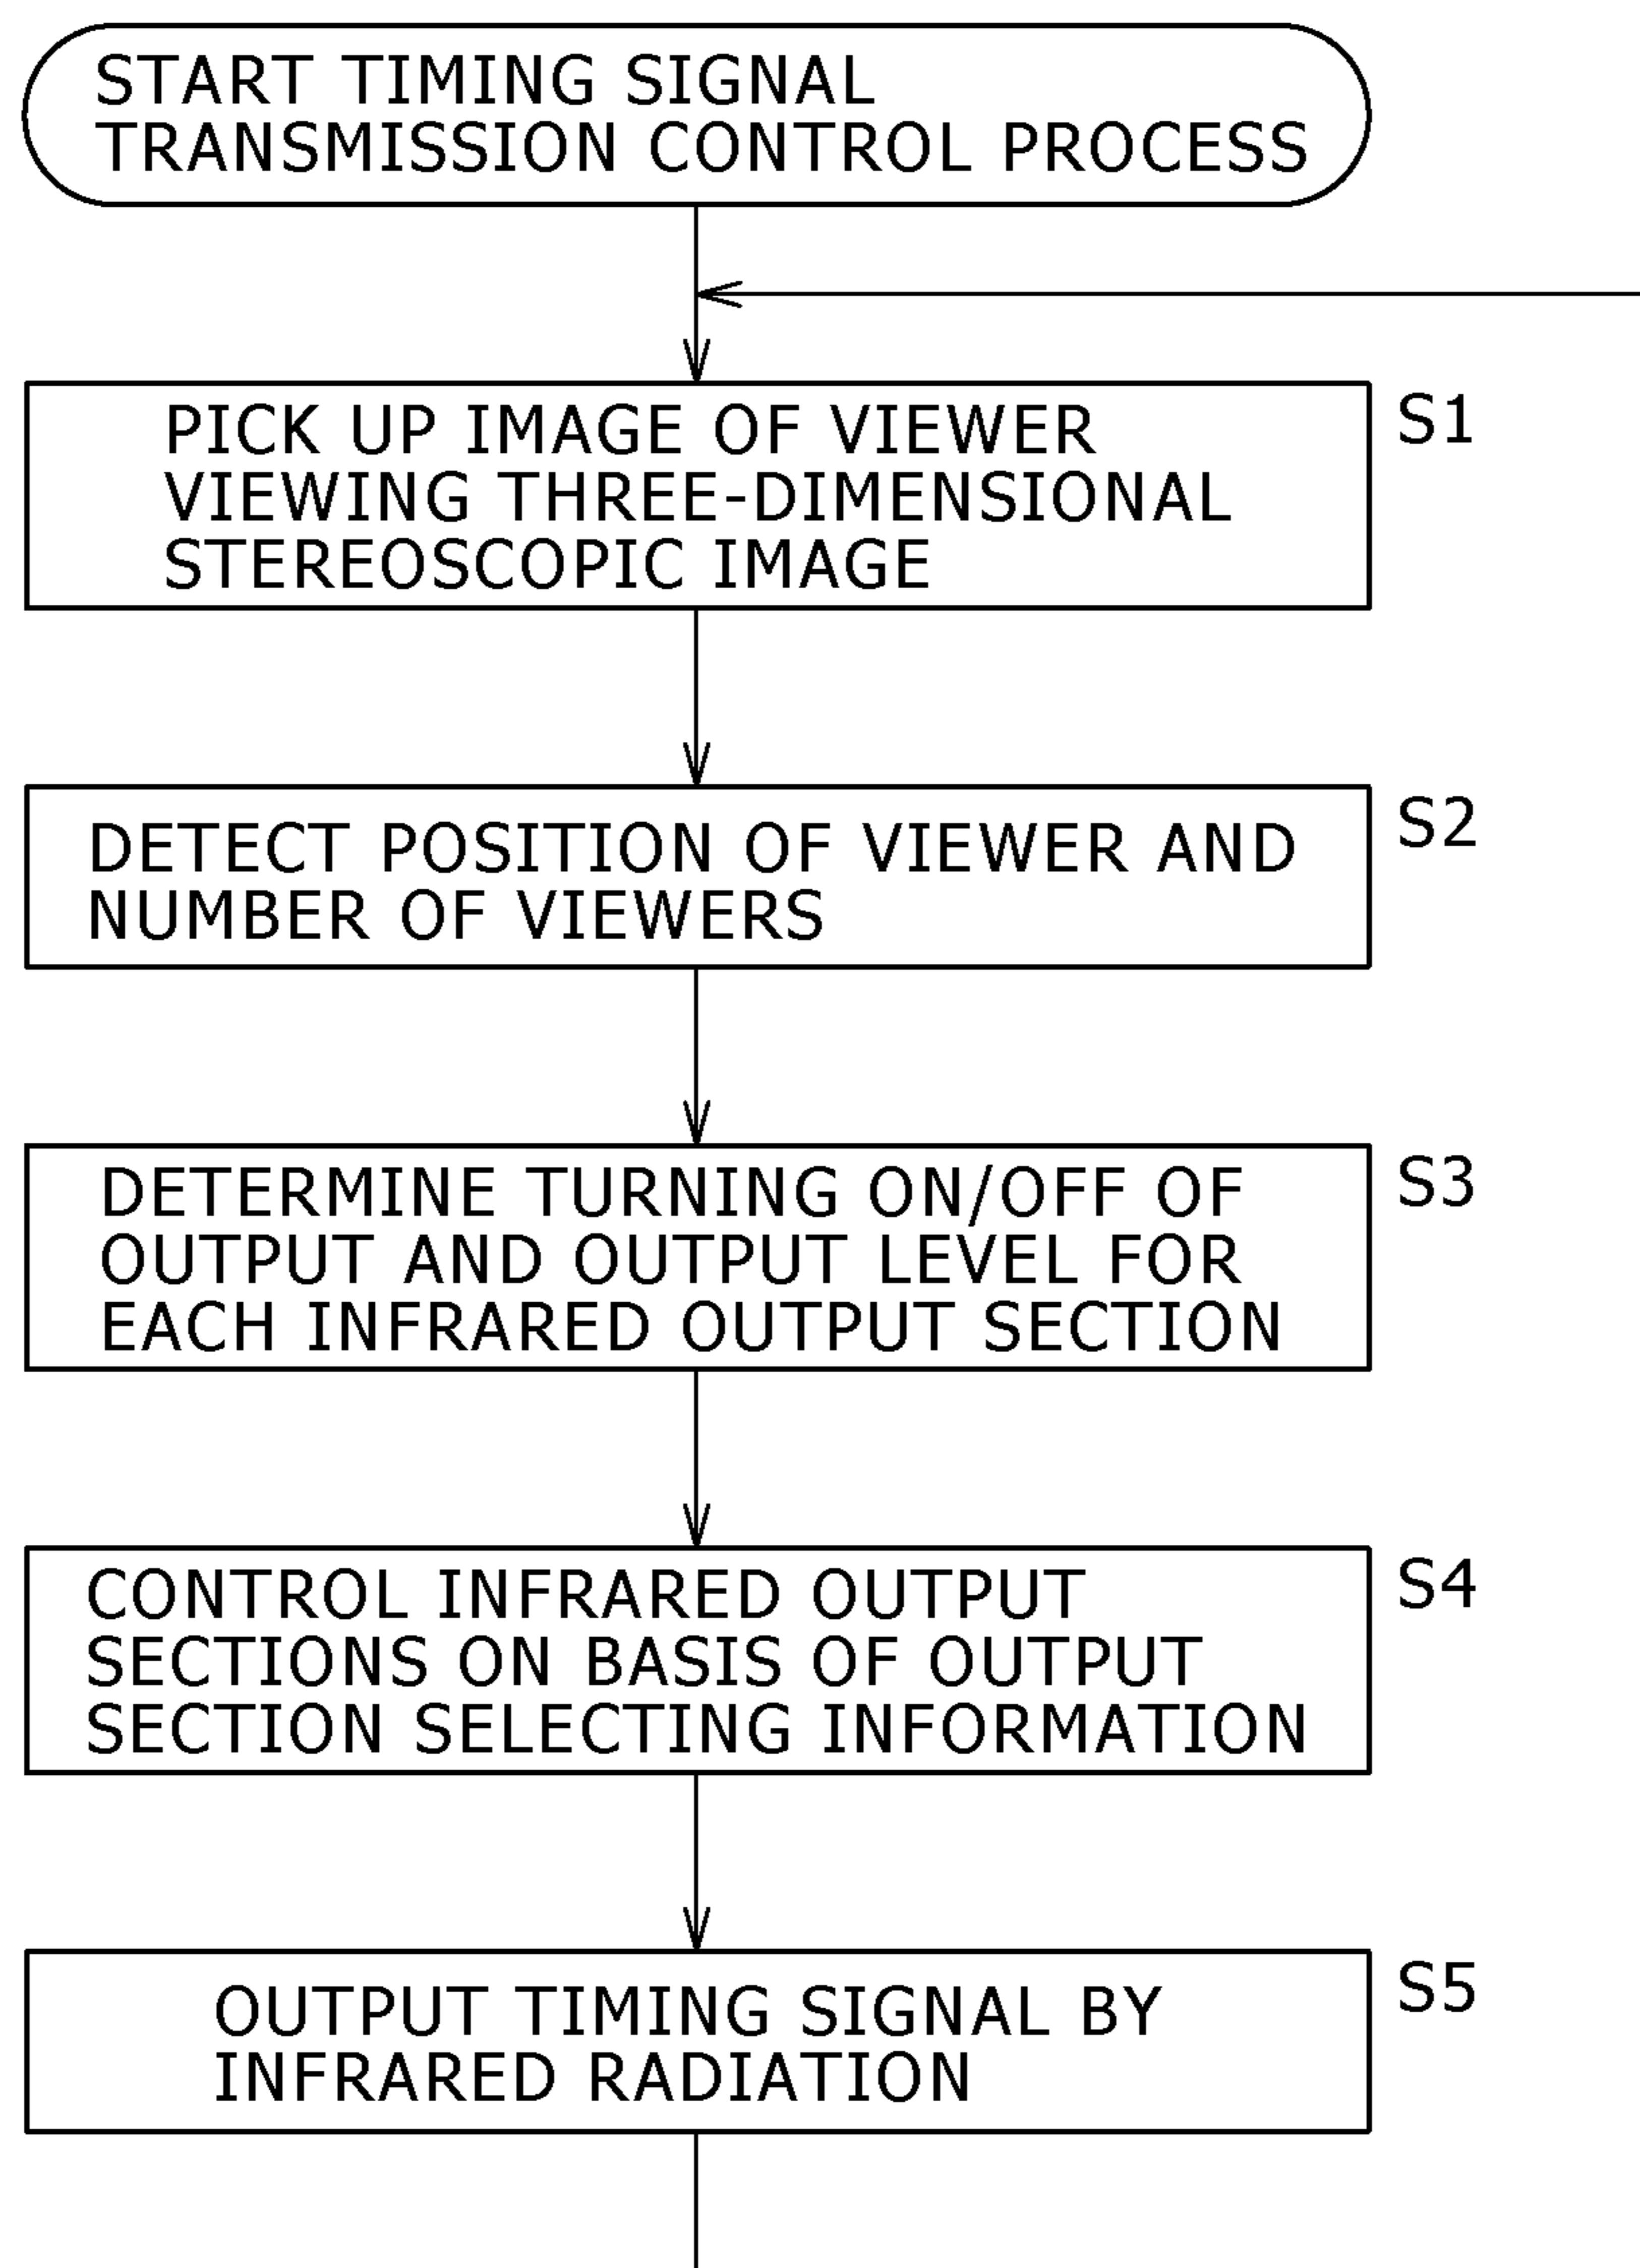 START TIMING SIGNAL
TRANSMISSION CONTROL PROCESS
PICK UP IMAGE OF VIEWER
VIEWING THREE-DIMENSIONAL
STEREOSCOPIC IMAGE
S1
DETECT POSITION OF VIEWER AND
NUMBER OF VIEWERS
S2
DETERMINE TURNING ON/OFF OF
OUTPUT AND OUTPUT LEVEL FOR
EACH INFRARED OUTPUT SECTION
S3
CONTROL INFRARED OUTPUT
SECTIONS ON BASIS OF OUTPUT
SECTION SELECTING INFORMATION
S4
OUTPUT TIMING SIGNAL BY
INFRARED RADIATION
S5